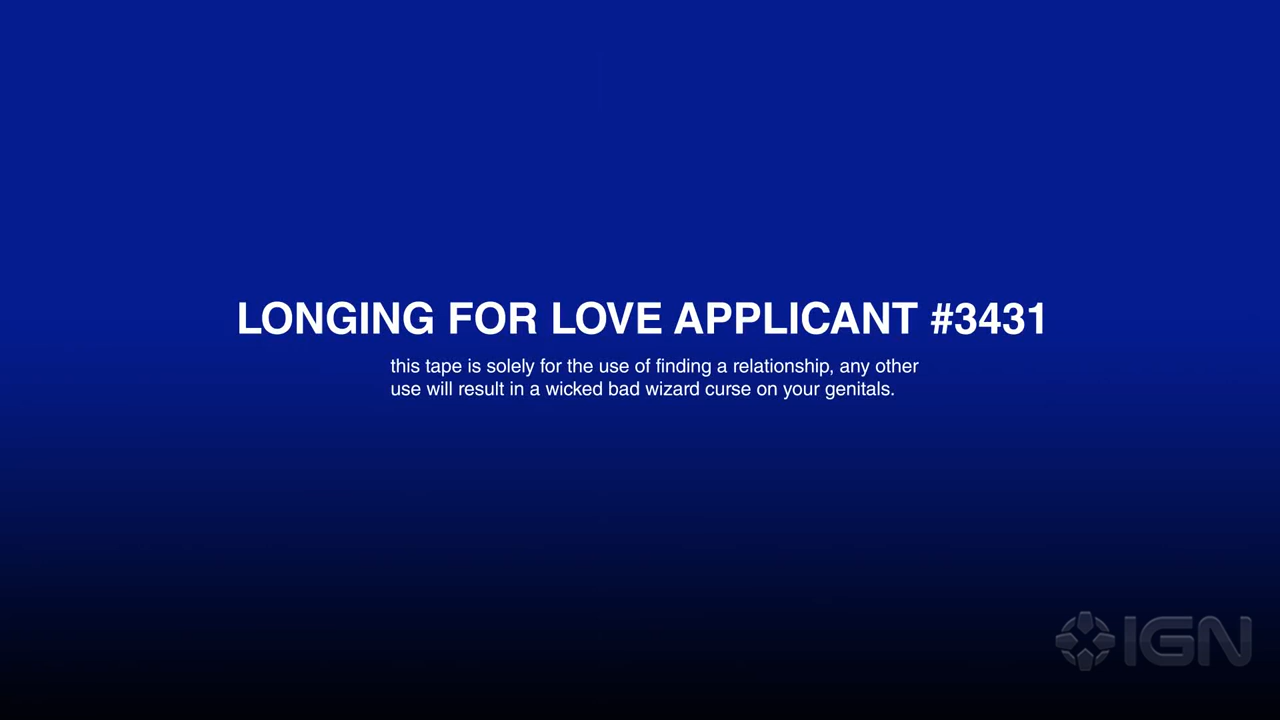 LONGING FOR LOVE APPLICANT #3431
this tape is solely for the use of finding a relationship, any other
use will result in a wicked bad wizard curse on your genitals.
IGN